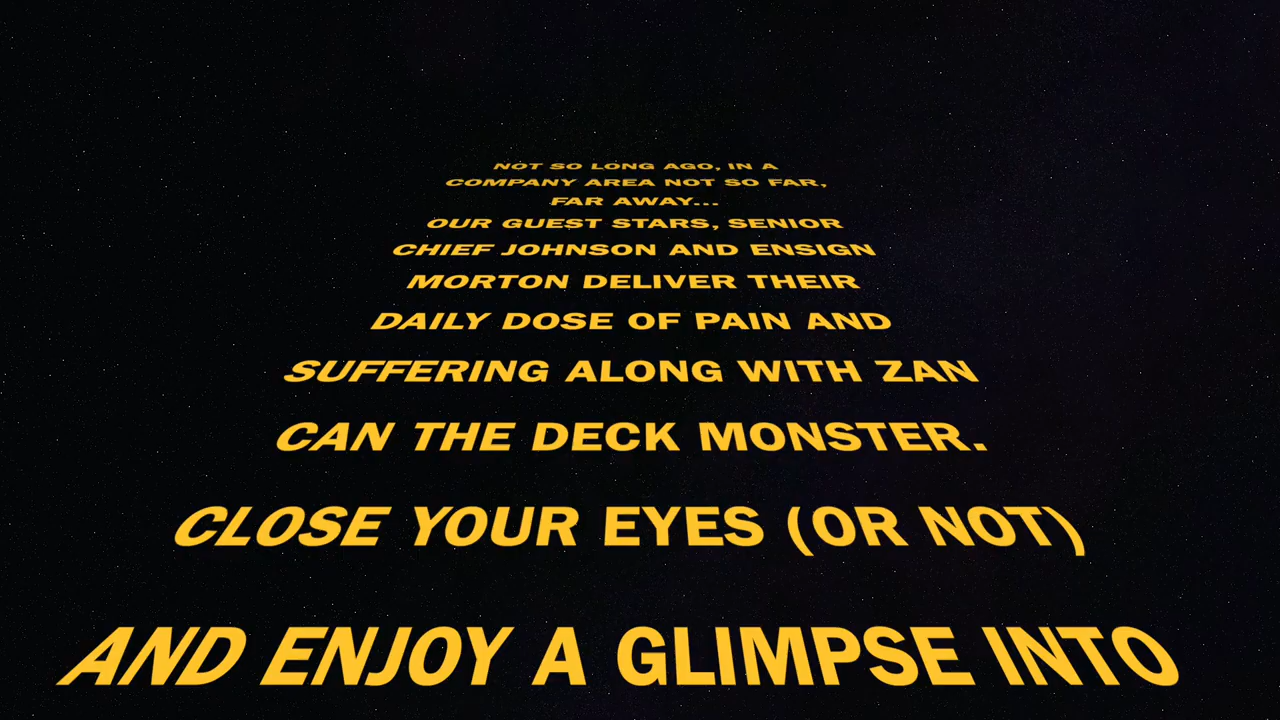 NOT SO LONG AGO, IN A
COMPANY AREA NOT SO FAR,
FAR AWAY...
OUR GUEST STARS, SENIOR
CHIEF JOHNSON AND ENSIGN
MORTON DELIVER THEIR
DAILY DOSE OF PAIN AND
SUFFERING ALONG WITH ZAN
CAN THE DECK MONSTER.
CLOSE YOUR EYES (OR NOT)
AND ENJOY A GLIMPSE INTO